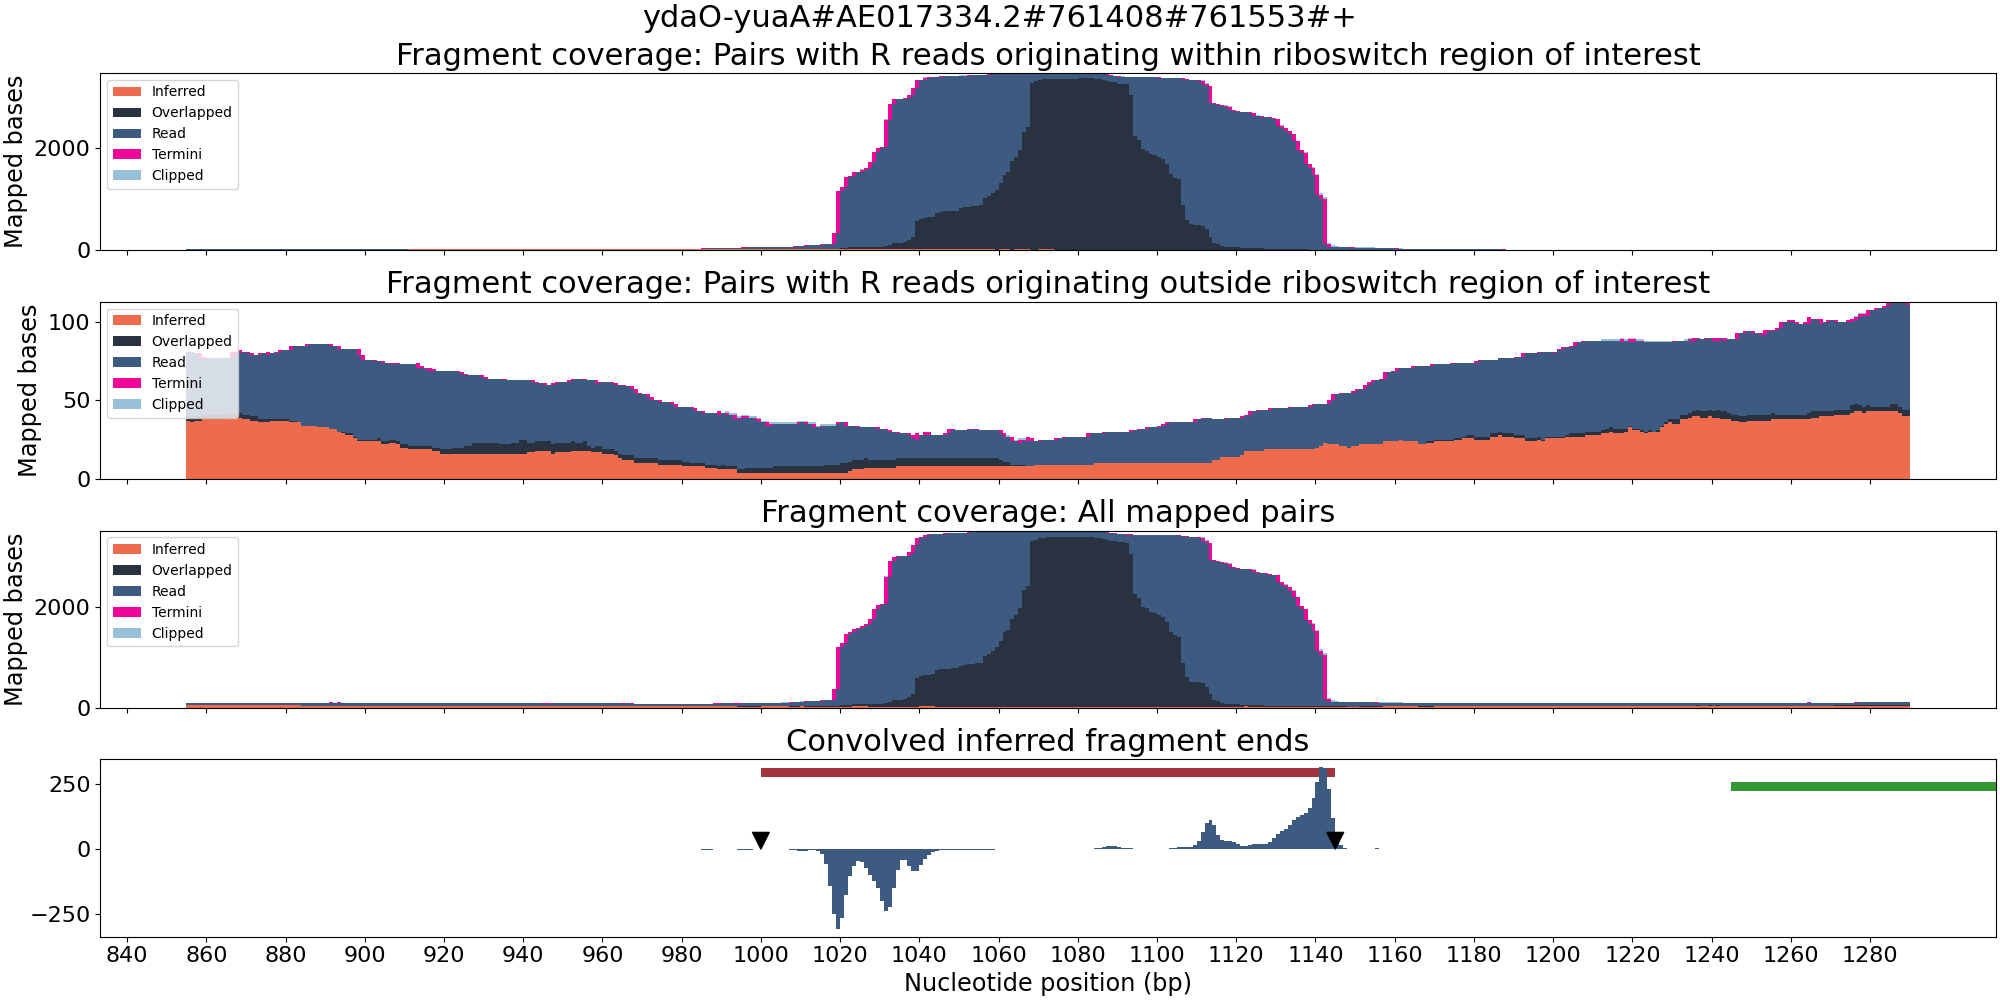 ydaO-yuaA#AE017334.2#761408#761553#+
Fragment coverage: Pairs with R reads originating within riboswitch region of interest
Mapped bases
2000
0
Inferred
Overlapped
Read
Termini
Clipped
Fragment coverage: Pairs with R reads originating outside riboswitch region of interest
Mapped bases
100
50
0
Inferred
Overlapped
Read
Termini
Clipped
Fragment coverage: All mapped pairs
Mapped bases
2000
0
Inferred
Overlapped
Read
Termini
Clipped
Convolved inferred fragment ends
250
0
−250
840 860 880 900 920 940 960 980 1000 1020 1040 1060 1080 1100 1120 1140 1160 1180 1200 1220 1240 1260 1280
Nucleotide position (bp)